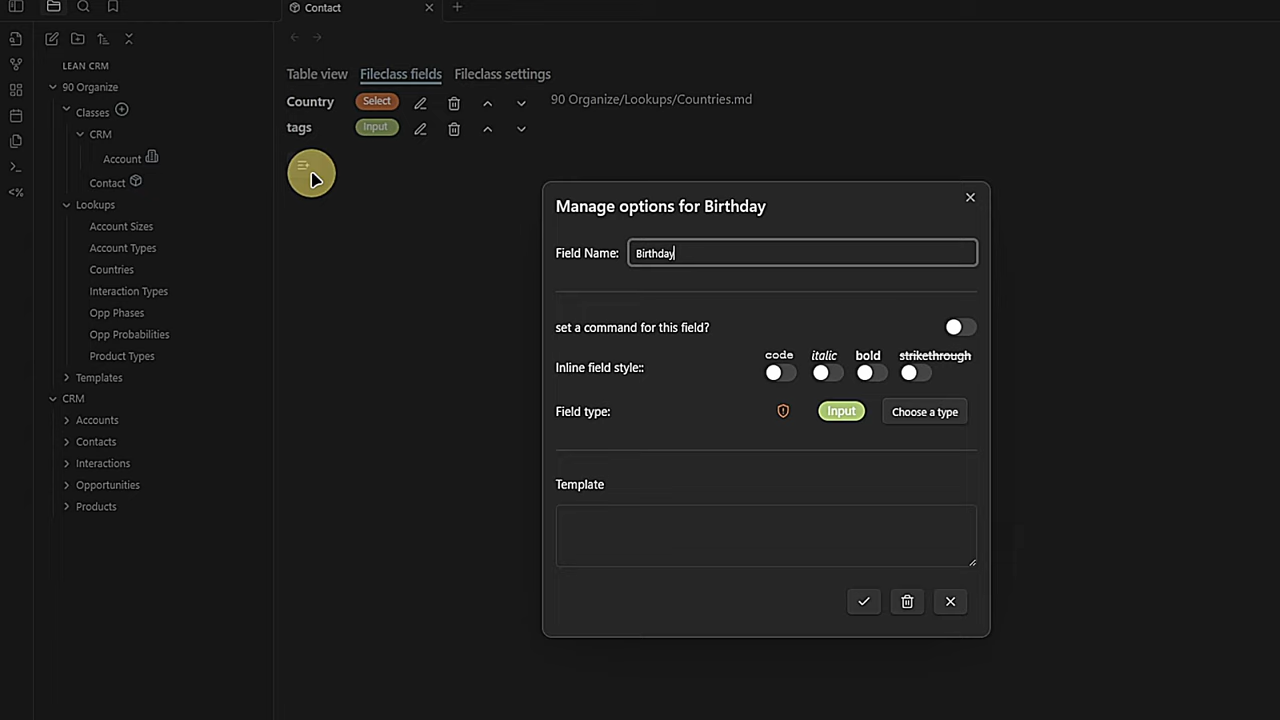 Contact
LEAN CRM
90 Organize
Classes
CRM
Account
Contact
Lookups
Account Sizes
Account Types
Countries
Interaction Types
Opp Phases
Opp Probabilities
Product Types
Templates
CRM
Accounts
Contacts
Interactions
Opportunities
Products
Table view Fileclass fields Fileclass settings
Country Select 90 Organize/Lookups/Countries.md
tags Input
Manage options for Birthday
Field Name: Birthday
set a command for this field?
code italic bold strikethrough
Inline field style::
Field type: Input Choose a type
Template